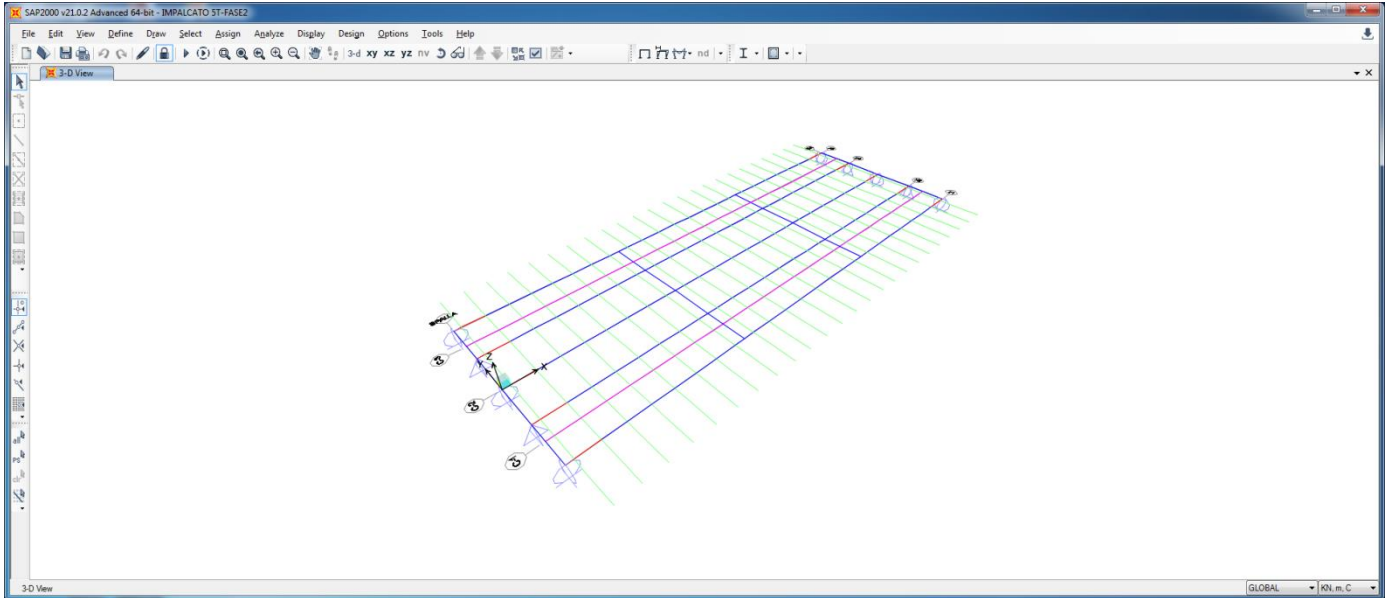 SAP2000 v21.0.2 Advanced 64-bit - IMPALCATO 5T-FASE2
File Edit View Define Draw Select Assign Analyze Display Design Options Tools Help
3-d xy xz yz nv nd
3-D View
Z
X
3-D View GLOBAL KN, m, C